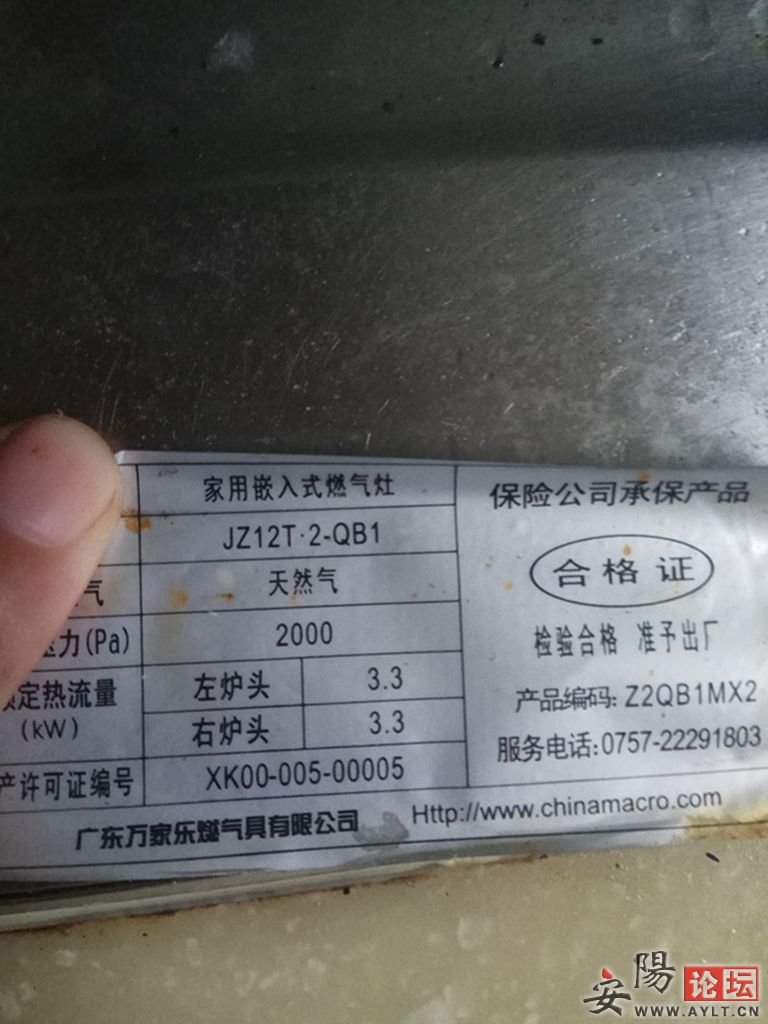 家用嵌入式燃气灶
JZ12T·2-QB1
气 天然气
压力(Pa) 2000
额定热流量(kW) 左炉头 3.3
右炉头 3.3
产许可证编号 XK00-005-00005
广东万家乐燃气具有限公司 Http://www.chinamacro.com
保险公司承保产品
合格证
检验合格 准予出厂
产品编码: Z2QB1MX2
服务电话:0757-22291803
安陽论坛
WWW.AYLT.CN